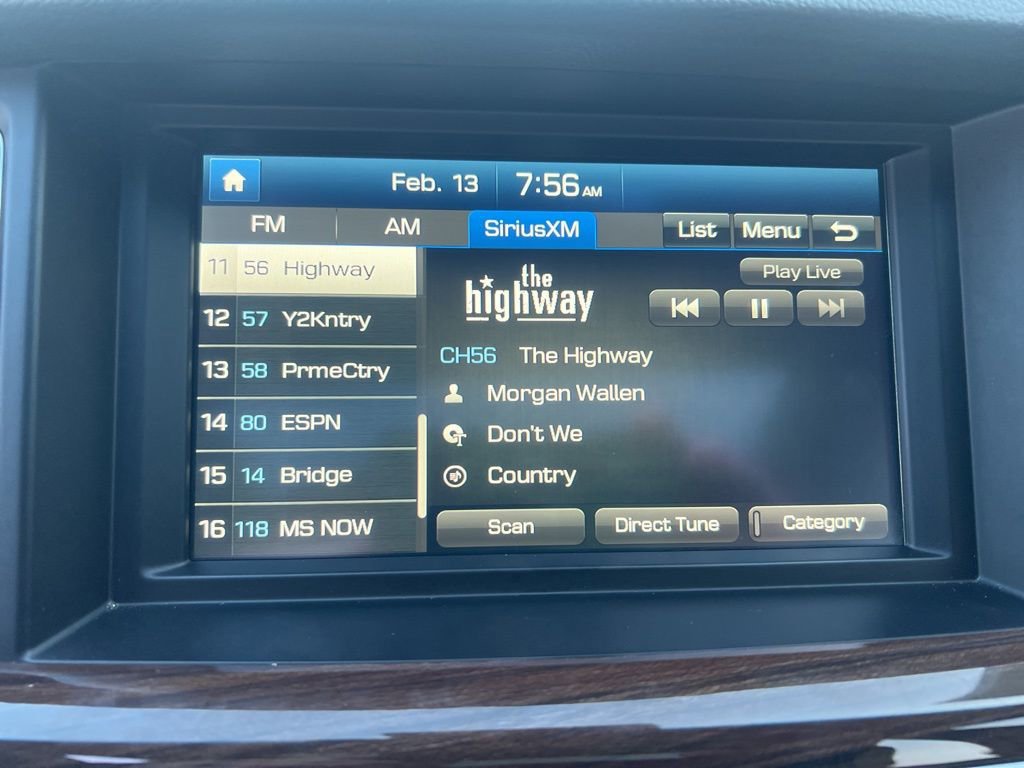 Feb. 13 7:56 AM
FM AM SiriusXM List Menu
11 56 Highway
12 57 Y2Kntry
13 58 PrmeCtry
14 80 ESPN
15 14 Bridge
16 118 MS NOW
the
highway
Play Live
CH56 The Highway
Morgan Wallen
Don't We
Country
Scan Direct Tune Category